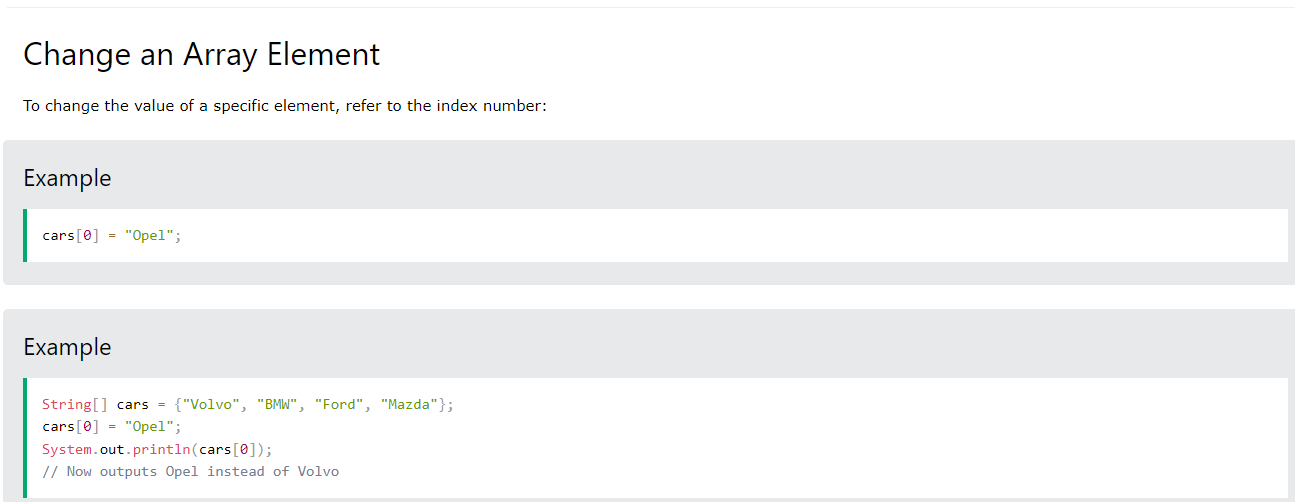 Change an Array Element
To change the value of a specific element, refer to the index number:
Example
cars[0] = "Opel";
Example
String[] cars = {"Volvo", "BMW", "Ford", "Mazda"};
cars[0] = "Opel";
System.out.println(cars[0]);
// Now outputs Opel instead of Volvo